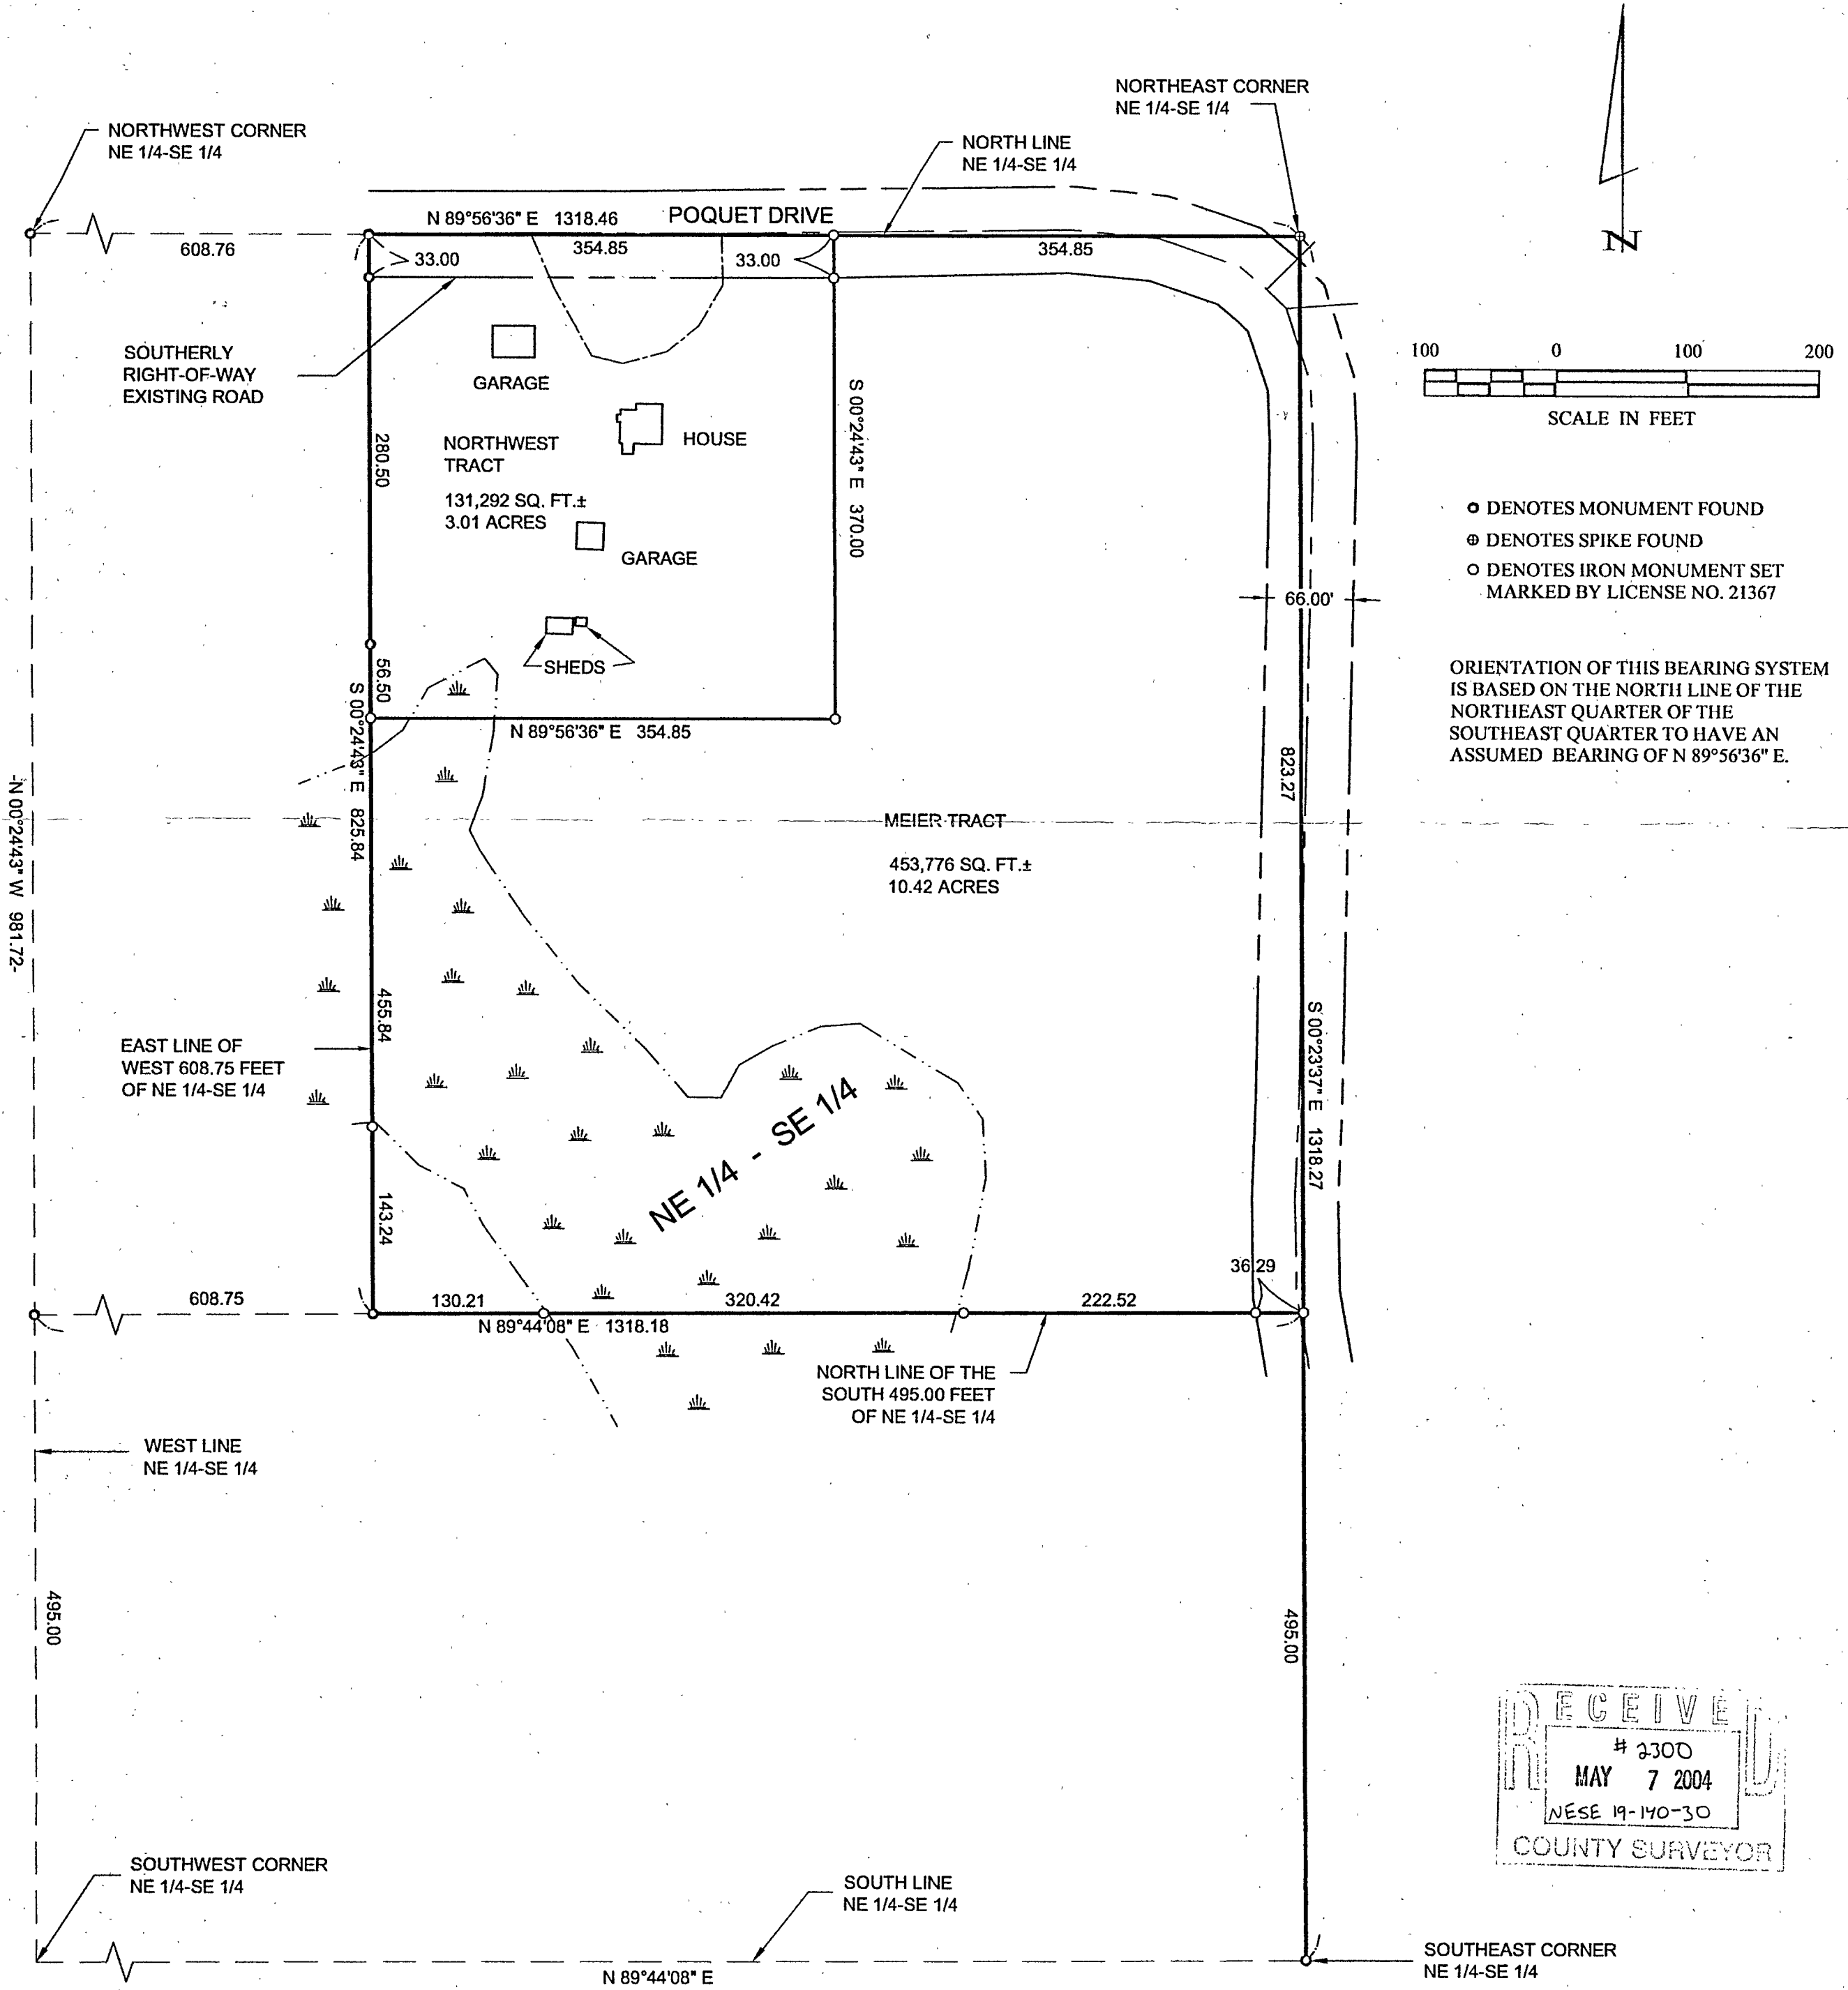 NORTHEAST CORNER
NE 1/4-SE 1/4
NORTHWEST CORNER
NE 1/4-SE 1/4
NORTH LINE
NE 1/4-SE 1/4
N 89°56'36" E 1318.46
POQUET DRIVE
608.76
354.85
354.85
33.00
33.00
N
SOUTHERLY
RIGHT-OF-WAY
EXISTING ROAD
GARAGE
HOUSE
NORTHWEST
TRACT
131,292 SQ. FT.±
3.01 ACRES
GARAGE
SHEDS
280.50
56.50
S 00°24'43" E 370.00
S 00°24'43" E 825.84
N 89°56'36" E 354.85
100 0 100 200
SCALE IN FEET
DENOTES MONUMENT FOUND
DENOTES SPIKE FOUND
DENOTES IRON MONUMENT SET
MARKED BY LICENSE NO. 21367
66.00'
ORIENTATION OF THIS BEARING SYSTEM
IS BASED ON THE NORTH LINE OF THE
NORTHEAST QUARTER OF THE
SOUTHEAST QUARTER TO HAVE AN
ASSUMED BEARING OF N 89°56'36" E.
823.27
-N 00°24'43" W 981.72-
MEIER TRACT
453,776 SQ. FT.±
10.42 ACRES
455.84
S 00°23'37" E 1318.27
EAST LINE OF
WEST 608.75 FEET
OF NE 1/4-SE 1/4
NE 1/4 - SE 1/4
143.24
36.29
608.75
130.21
320.42
222.52
N 89°44'08" E 1318.18
NORTH LINE OF THE
SOUTH 495.00 FEET
OF NE 1/4-SE 1/4
WEST LINE
NE 1/4-SE 1/4
495.00
495.00
RECEIVED
# 2300
MAY 7 2004
NESE 19-140-30
COUNTY SURVEYOR
SOUTHWEST CORNER
NE 1/4-SE 1/4
SOUTH LINE
NE 1/4-SE 1/4
N 89°44'08" E
SOUTHEAST CORNER
NE 1/4-SE 1/4